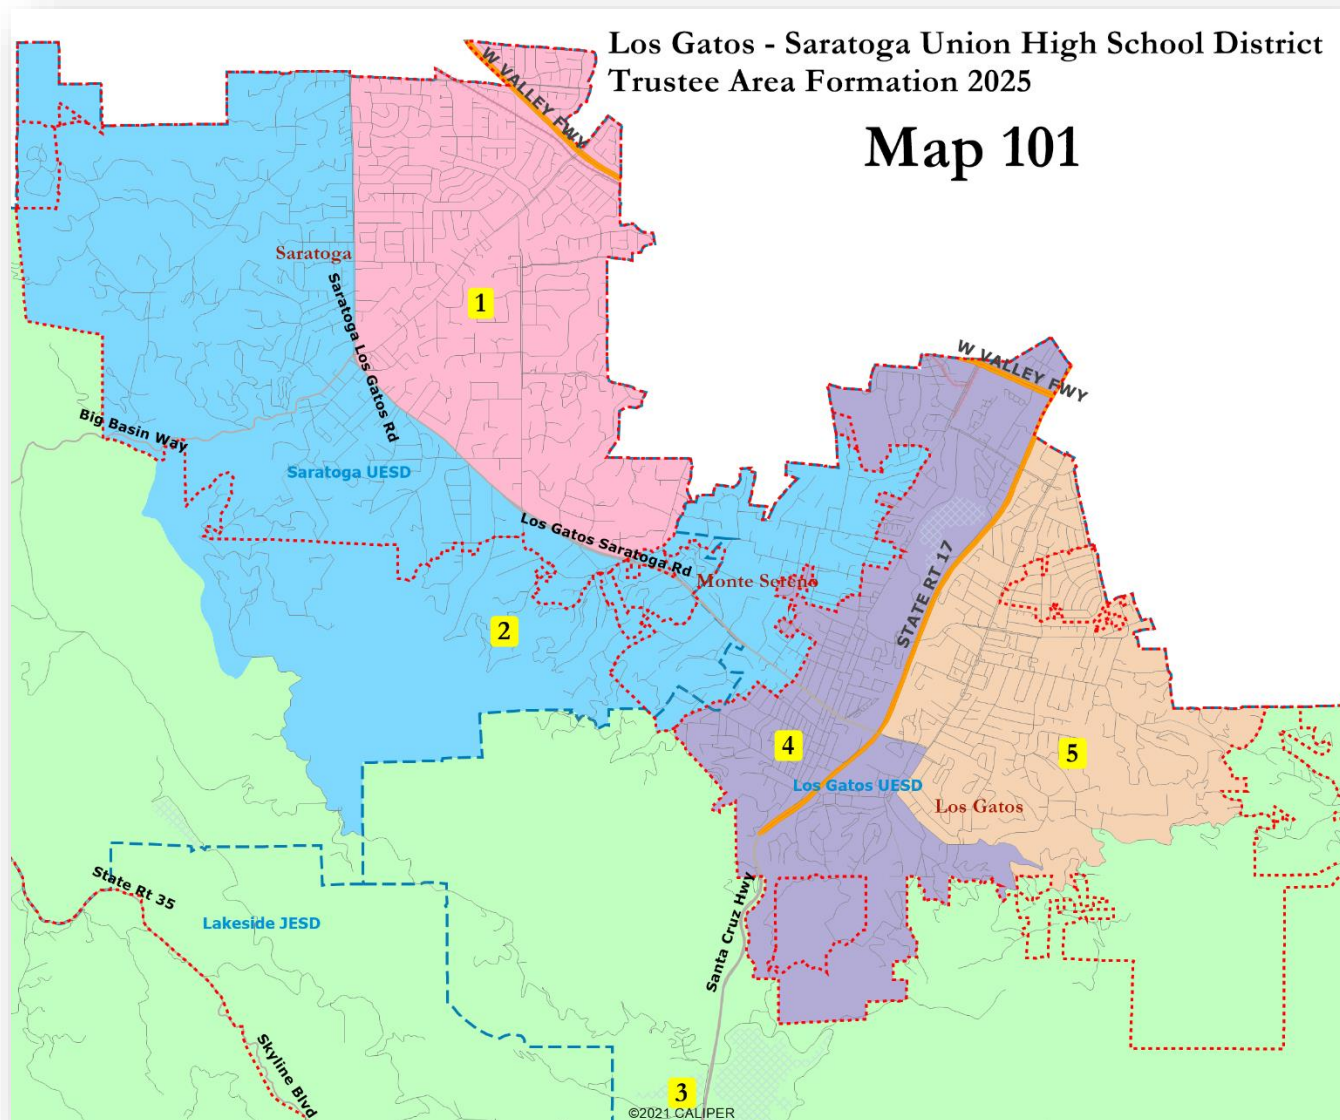 Los Gatos - Saratoga Union High School District
Trustee Area Formation 2025
Map 101
W VALLEY FWY
Saratoga
1
Saratoga Los Gatos Rd
W VALLEY FWY
Big Basin Way
Saratoga UESD
Los Gatos Saratoga Rd
Monte Sereno
STATE RT 17
2
4
5
Los Gatos UESD
Los Gatos
State Rt 35
Lakeside JESD
Santa Cruz Hwy
Skyline Blvd
3
©2021 CALIPER